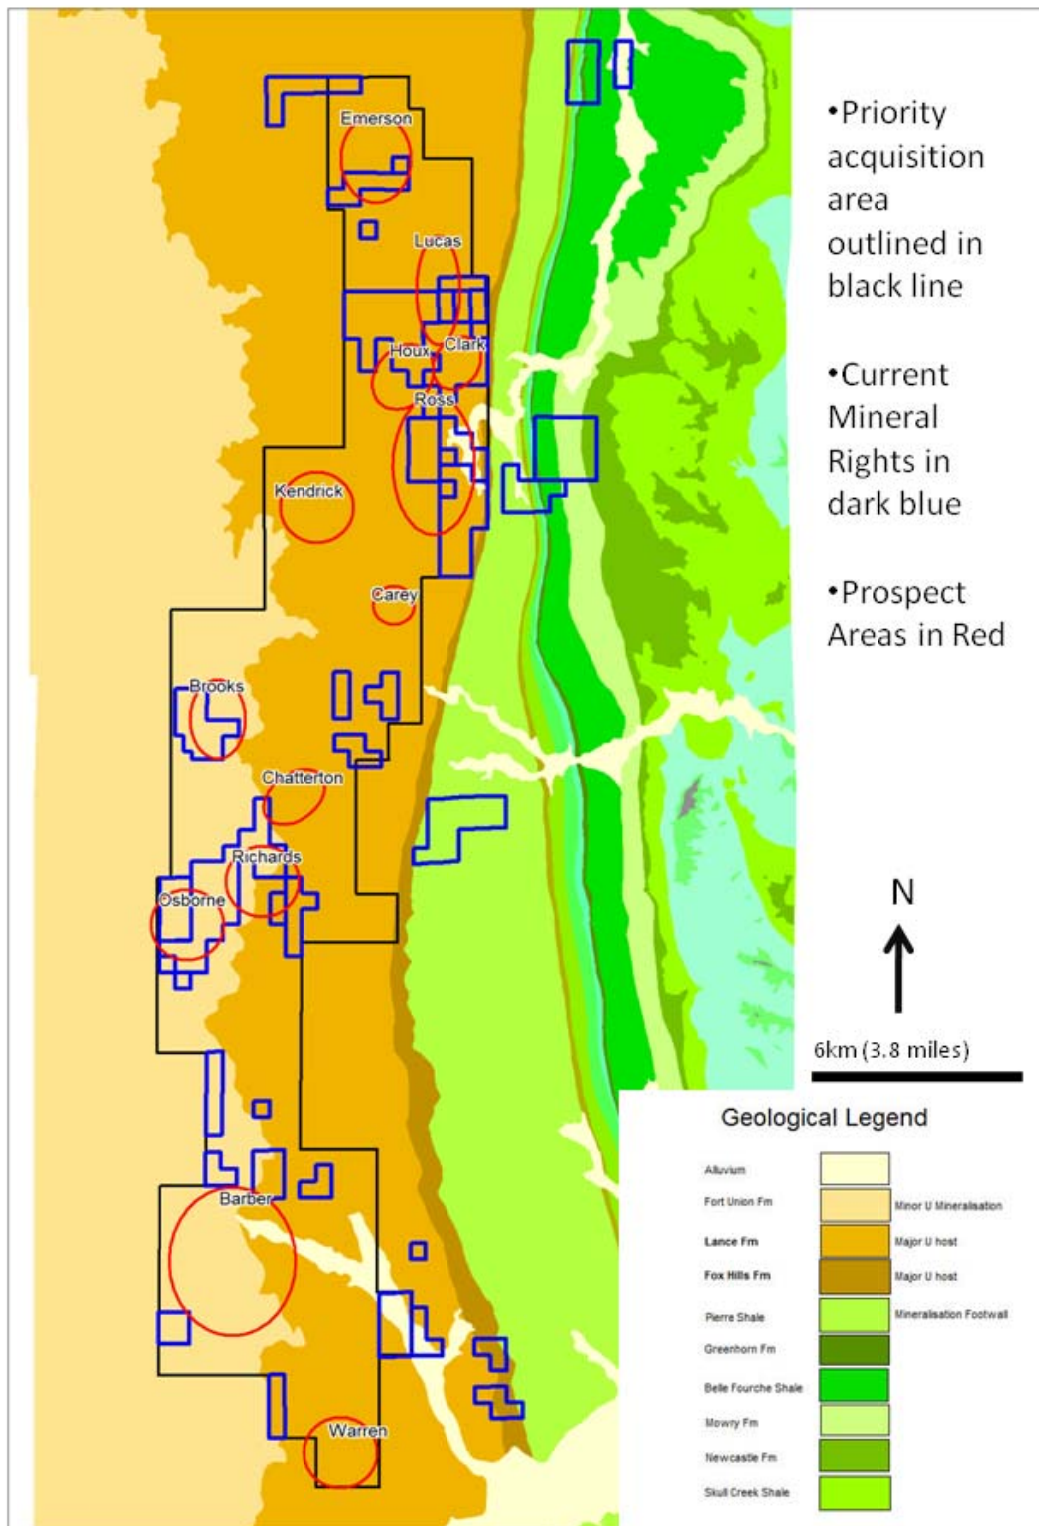 Emerson
Lucas
Houx
Clark
Ross
Kendrick
Carey
Brooks
Chatterton
Richards
Osborne
Barber
Warren
•Priority
acquisition
area
outlined in
black line
•Current
Mineral
Rights in
dark blue
•Prospect
Areas in Red
N
6km (3.8 miles)
Geological Legend
Alluvium
Fort Union Fm Minor U Mineralisation
Lance Fm Major U host
Fox Hills Fm Major U host
Pierre Shale Mineralisation Footwall
Greenhorn Fm
Belle Fourche Shale
Mowry Fm
Newcastle Fm
Skull Creek Shale